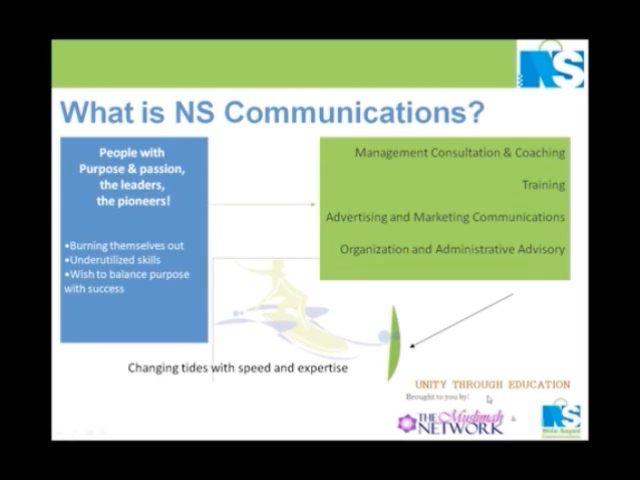 NS
What is NS Communications?
People with
Purpose & passion,
the leaders,
the pioneers!
•Burning themselves out
•Underutilized skills
•Wish to balance purpose
with success
Management Consultation & Coaching
Training
Advertising and Marketing Communications
Organization and Administrative Advisory
Changing tides with speed and expertise
UNITY THROUGH EDUCATION
Brought to you by:
THE Muslimah
NETWORK
&
NS